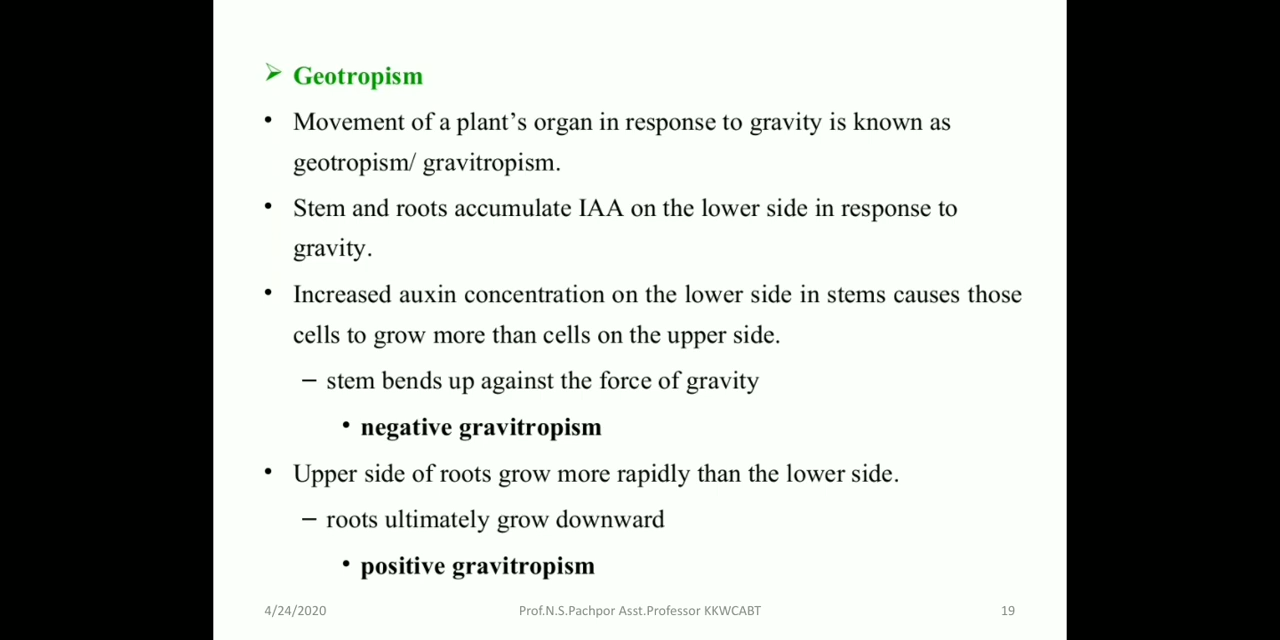 ➢ Geotropism
• Movement of a plant’s organ in response to gravity is known as
geotropism/ gravitropism.
• Stem and roots accumulate IAA on the lower side in response to
gravity.
• Increased auxin concentration on the lower side in stems causes those
cells to grow more than cells on the upper side.
– stem bends up against the force of gravity
• negative gravitropism
• Upper side of roots grow more rapidly than the lower side.
– roots ultimately grow downward
• positive gravitropism
4/24/2020 Prof.N.S.Pachpor Asst.Professor KKWCABT 19